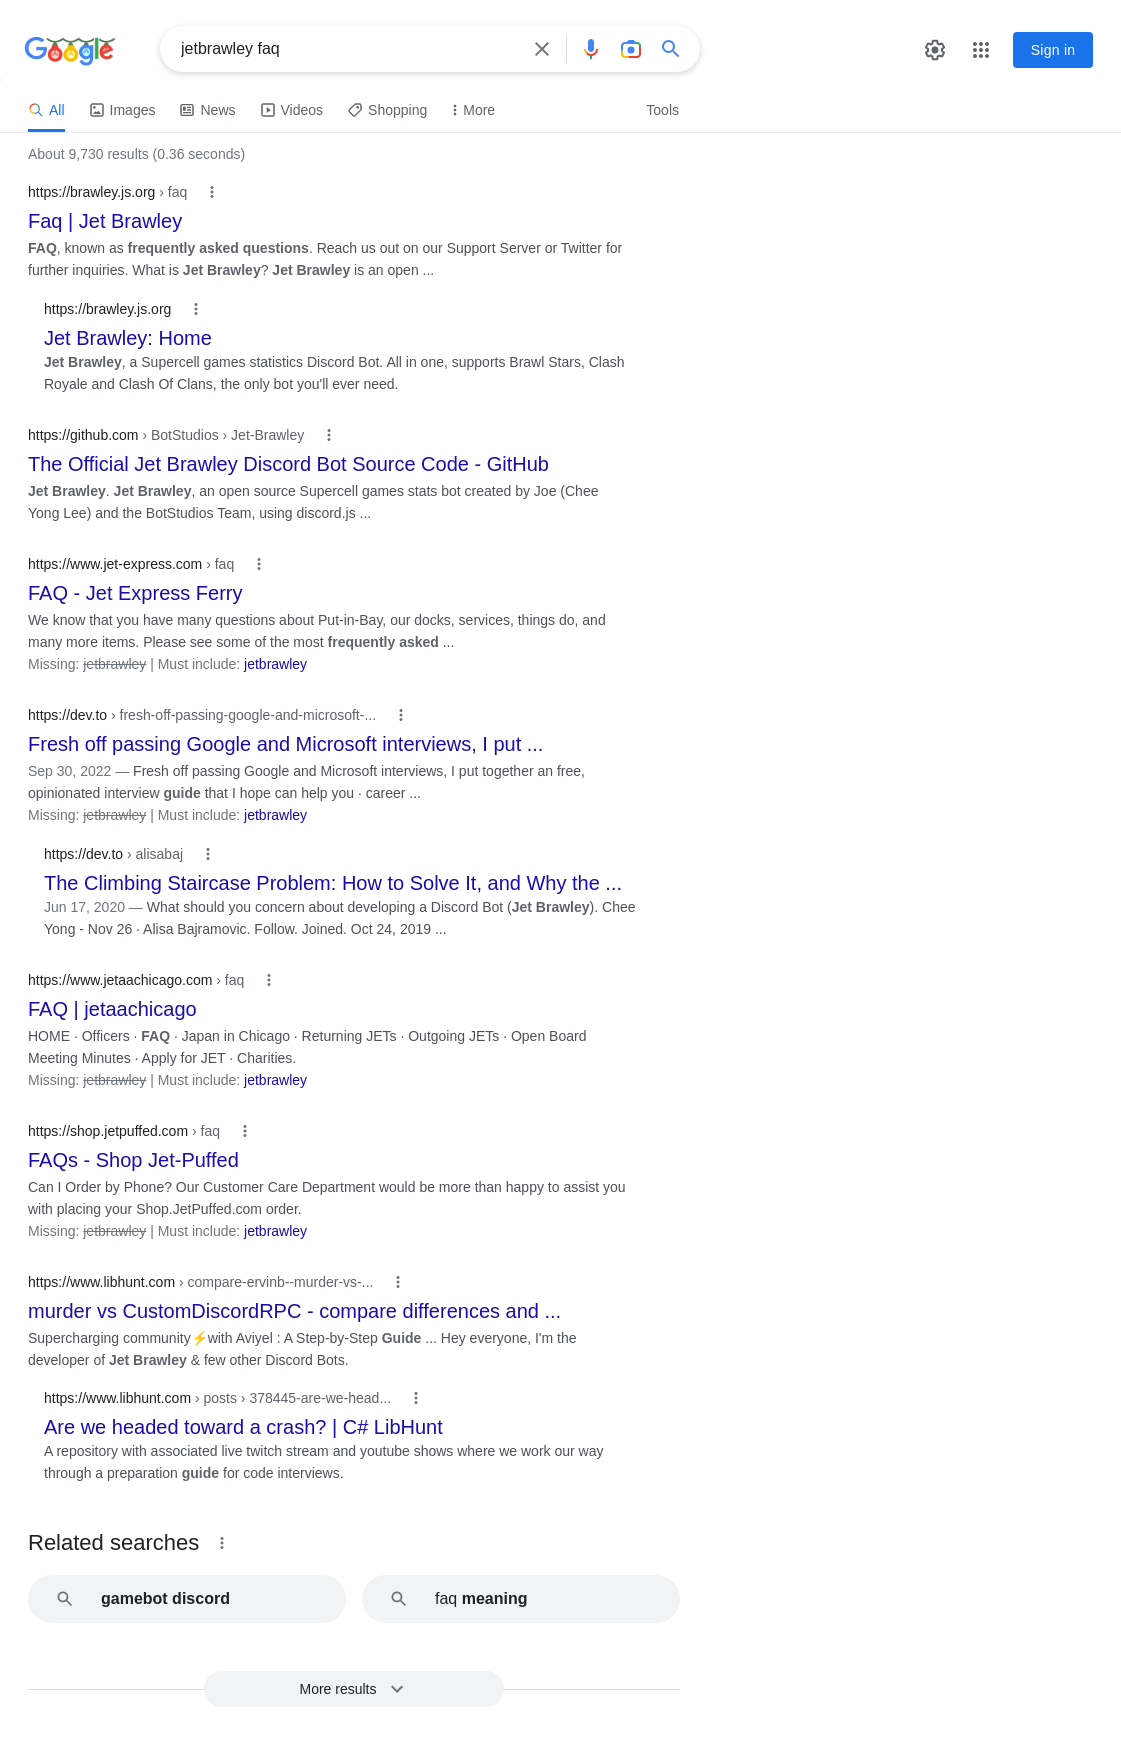 Google
jetbrawley faq
Sign in
All
Images
News
Videos
Shopping
More
Tools
About 9,730 results (0.36 seconds)
https://brawley.js.org › faq
Faq | Jet Brawley
FAQ, known as frequently asked questions. Reach us out on our Support Server or Twitter for
further inquiries. What is Jet Brawley? Jet Brawley is an open ...
https://brawley.js.org
Jet Brawley: Home
Jet Brawley, a Supercell games statistics Discord Bot. All in one, supports Brawl Stars, Clash
Royale and Clash Of Clans, the only bot you'll ever need.
https://github.com › BotStudios › Jet-Brawley
The Official Jet Brawley Discord Bot Source Code - GitHub
Jet Brawley. Jet Brawley, an open source Supercell games stats bot created by Joe (Chee
Yong Lee) and the BotStudios Team, using discord.js ...
https://www.jet-express.com › faq
FAQ - Jet Express Ferry
We know that you have many questions about Put-in-Bay, our docks, services, things do, and
many more items. Please see some of the most frequently asked ...
Missing: jetbrawley | Must include: jetbrawley
https://dev.to › fresh-off-passing-google-and-microsoft-...
Fresh off passing Google and Microsoft interviews, I put ...
Sep 30, 2022 — Fresh off passing Google and Microsoft interviews, I put together an free,
opinionated interview guide that I hope can help you · career ...
Missing: jetbrawley | Must include: jetbrawley
https://dev.to › alisabaj
The Climbing Staircase Problem: How to Solve It, and Why the ...
Jun 17, 2020 — What should you concern about developing a Discord Bot (Jet Brawley). Chee
Yong - Nov 26 · Alisa Bajramovic. Follow. Joined. Oct 24, 2019 ...
https://www.jetaachicago.com › faq
FAQ | jetaachicago
HOME · Officers · FAQ · Japan in Chicago · Returning JETs · Outgoing JETs · Open Board
Meeting Minutes · Apply for JET · Charities.
Missing: jetbrawley | Must include: jetbrawley
https://shop.jetpuffed.com › faq
FAQs - Shop Jet-Puffed
Can I Order by Phone? Our Customer Care Department would be more than happy to assist you
with placing your Shop.JetPuffed.com order.
Missing: jetbrawley | Must include: jetbrawley
https://www.libhunt.com › compare-ervinb--murder-vs-...
murder vs CustomDiscordRPC - compare differences and ...
Supercharging community⚡with Aviyel : A Step-by-Step Guide ... Hey everyone, I'm the
developer of Jet Brawley & few other Discord Bots.
https://www.libhunt.com › posts › 378445-are-we-head...
Are we headed toward a crash? | C# LibHunt
A repository with associated live twitch stream and youtube shows where we work our way
through a preparation guide for code interviews.
Related searches
gamebot discord
faq meaning
More results